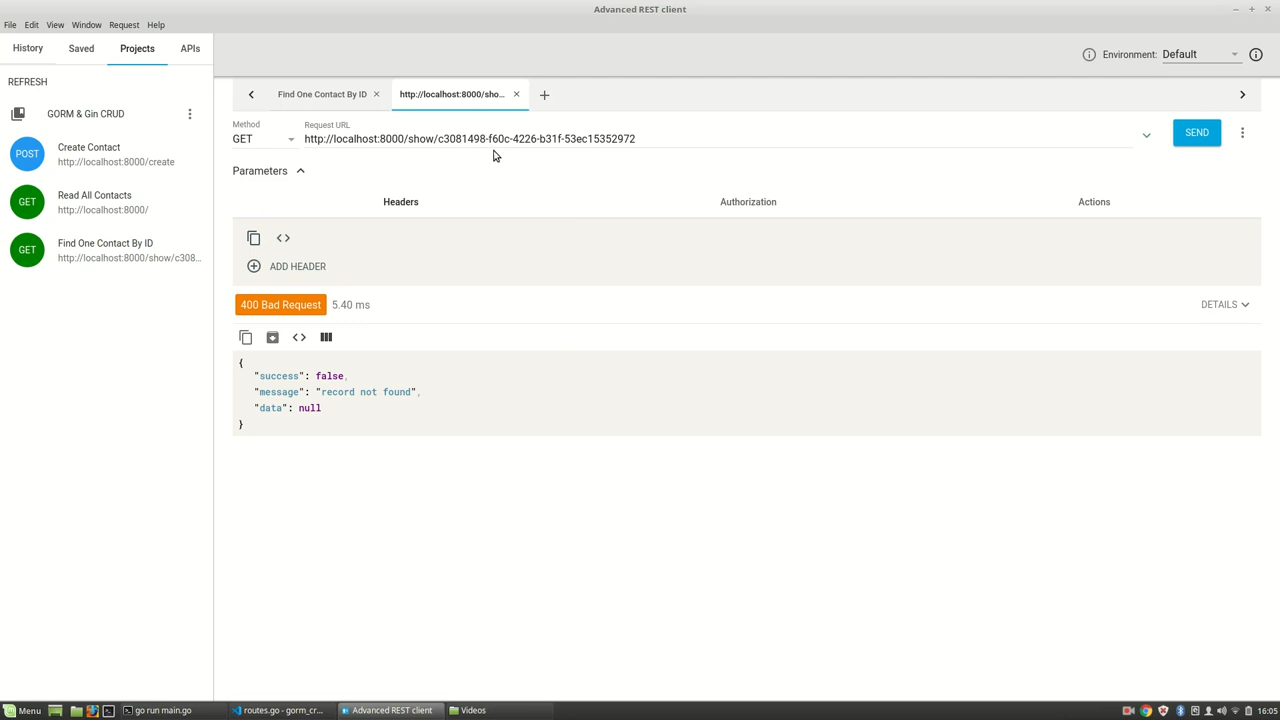 Advanced REST client
File Edit View Window Request Help
History Saved Projects APIs
Environment: Default
REFRESH
GORM & Gin CRUD
POST Create Contact
http://localhost:8000/create
GET Read All Contacts
http://localhost:8000/
GET Find One Contact By ID
http://localhost:8000/show/c308...
Find One Contact By ID × http://localhost:8000/sho... × +
Method
GET
Request URL
http://localhost:8000/show/c3081498-f60c-4226-b31f-53ec15352972
SEND
Parameters
Headers Authorization Actions
ADD HEADER
400 Bad Request 5.40 ms
DETAILS
{
"success": false,
"message": "record not found",
"data": null
}
Menu go run main.go routes.go - gorm_cr... Advanced REST client Videos 16:05